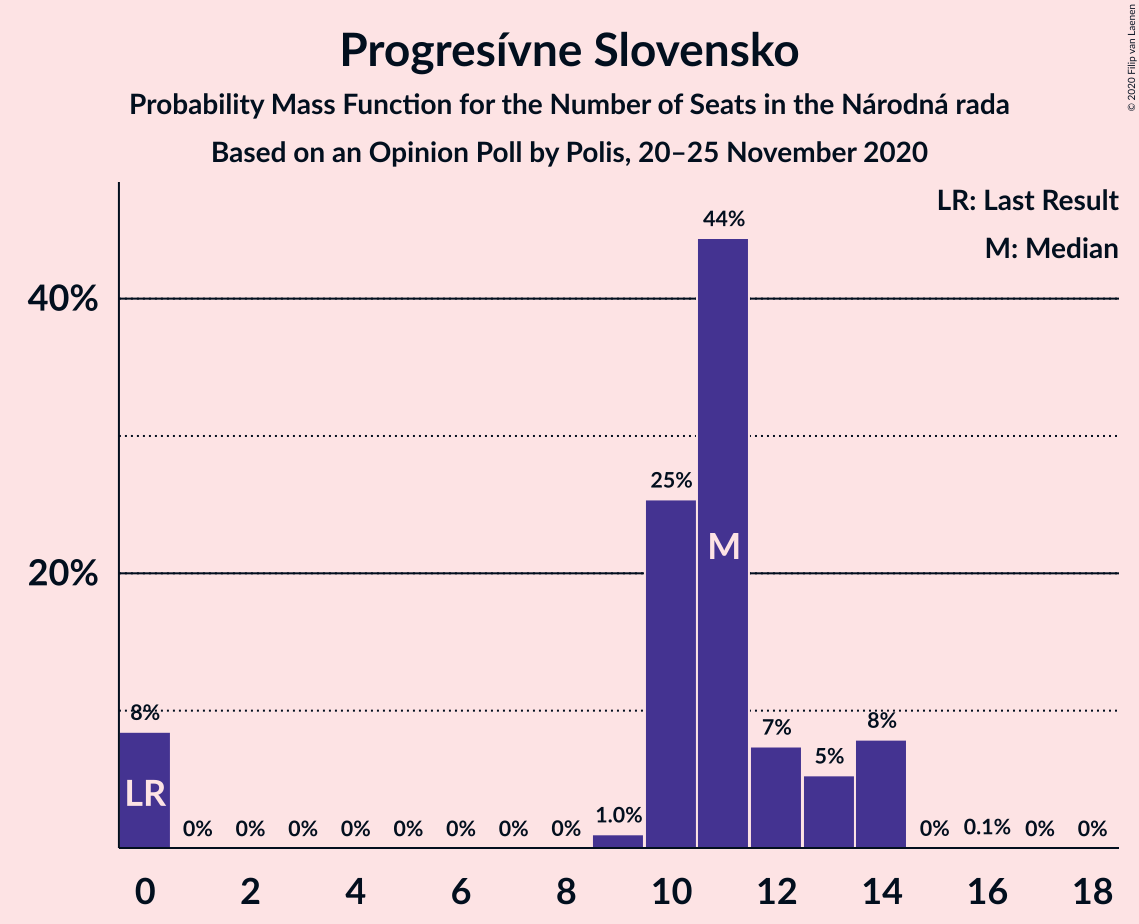 Progresívne Slovensko
Probability Mass Function for the Number of Seats in the Národná rada
Based on an Opinion Poll by Polis, 20–25 November 2020
© 2020 Filip van Laenen
LR: Last Result
M: Median
44%
40%
25%
M
20%
8%
LR
0%
0%
0%
0%
0%
0%
0%
0%
1.0%
7%
5%
8%
0%
0.1%
0%
0%
0 2 4 6 8 10 12 14 16 18